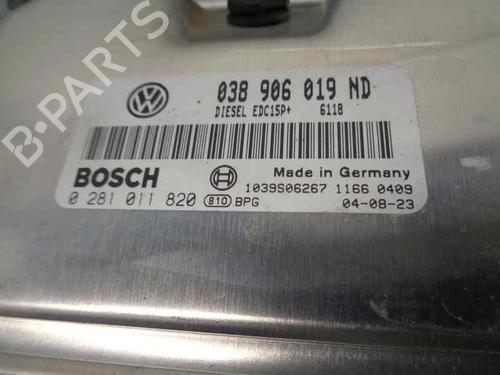 038 906 019 ND
DIESEL EDC15P+ 6118
BOSCH
Made in Germany
0 281 011 820 810 BPG
1039S06267 1166 0409
04-08-23
B-PARTS